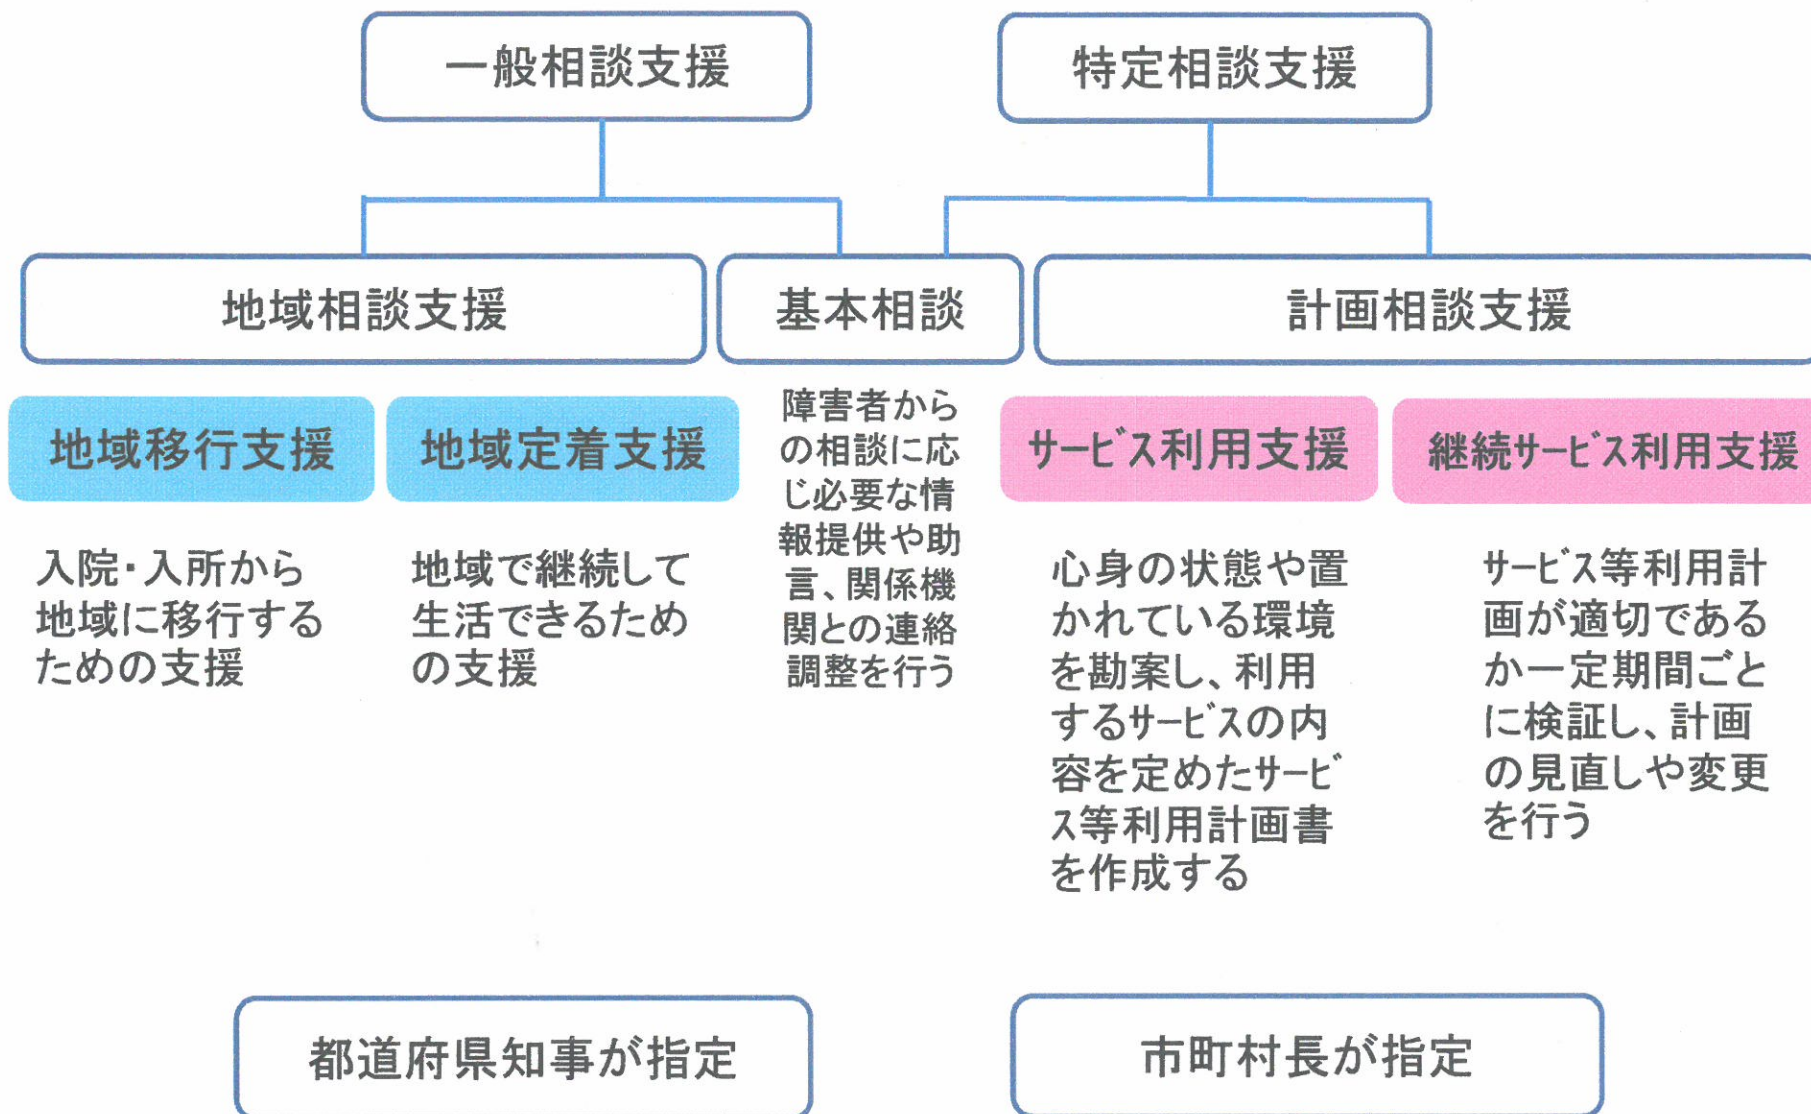 一般相談支援
特定相談支援
地域相談支援
基本相談
計画相談支援
地域移行支援
入院・入所から
地域に移行する
ための支援
地域定着支援
地域で継続して
生活できるため
の支援
障害者から
の相談に応
じ必要な情
報提供や助
言、関係機
関との連絡
調整を行う
サービス利用支援
心身の状態や置
かれている環境
を勘案し、利用
するサービスの内
容を定めたサービ
ス等利用計画書
を作成する
継続サービス利用支援
サービス等利用計
画が適切である
か一定期間ごと
に検証し、計画
の見直しや変更
を行う
都道府県知事が指定
市町村長が指定